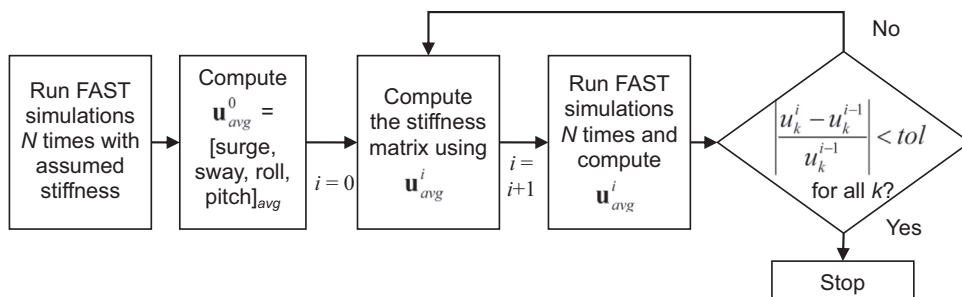 Run FAST
simulations
N times with
assumed
stiffness
Compute
u⁰avg =
[surge,
sway, roll,
pitch]avg
i = 0
Compute
the stiffness
matrix using
uⁱavg
i =
i+1
Run FAST
simulations
N times and
compute
uⁱavg
|(uₖⁱ − uₖⁱ⁻¹) / uₖⁱ⁻¹| < tol
for all k?
No
Yes
Stop